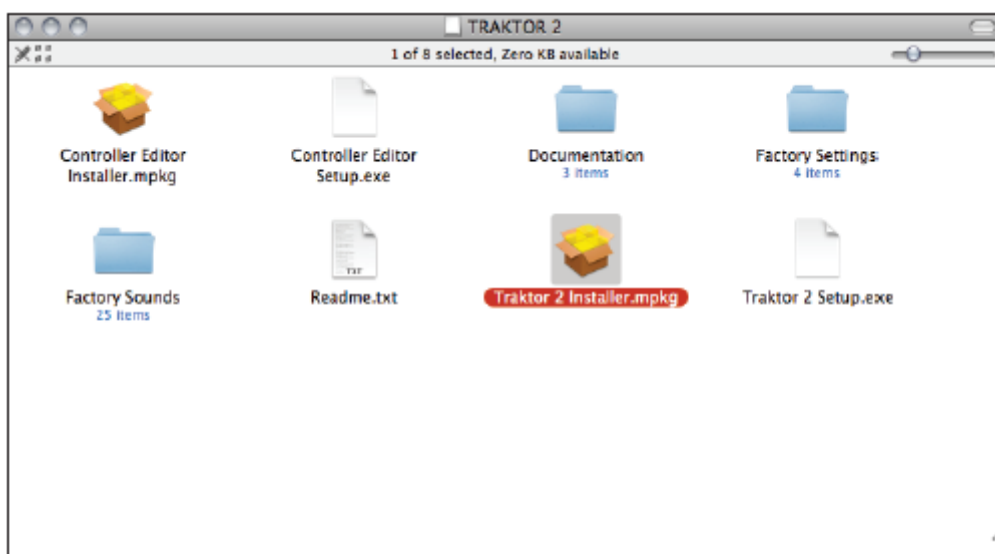 TRAKTOR 2
1 of 8 selected, Zero KB available
Controller Editor
Installer.mpkg
Controller Editor
Setup.exe
Documentation
3 items
Factory Settings
4 items
Factory Sounds
25 items
TXT
Readme.txt
Traktor 2 Installer.mpkg
Traktor 2 Setup.exe